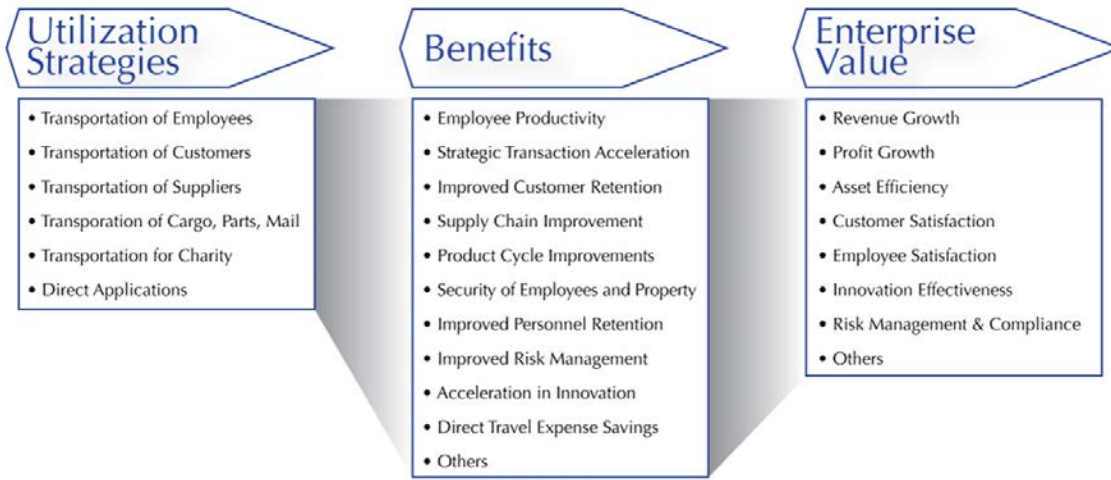 Utilization
Strategies
• Transportation of Employees
• Transportation of Customers
• Transportation of Suppliers
• Transporation of Cargo, Parts, Mail
• Transportation for Charity
• Direct Applications
Benefits
• Employee Productivity
• Strategic Transaction Acceleration
• Improved Customer Retention
• Supply Chain Improvement
• Product Cycle Improvements
• Security of Employees and Property
• Improved Personnel Retention
• Improved Risk Management
• Acceleration in Innovation
• Direct Travel Expense Savings
• Others
Enterprise
Value
• Revenue Growth
• Profit Growth
• Asset Efficiency
• Customer Satisfaction
• Employee Satisfaction
• Innovation Effectiveness
• Risk Management & Compliance
• Others